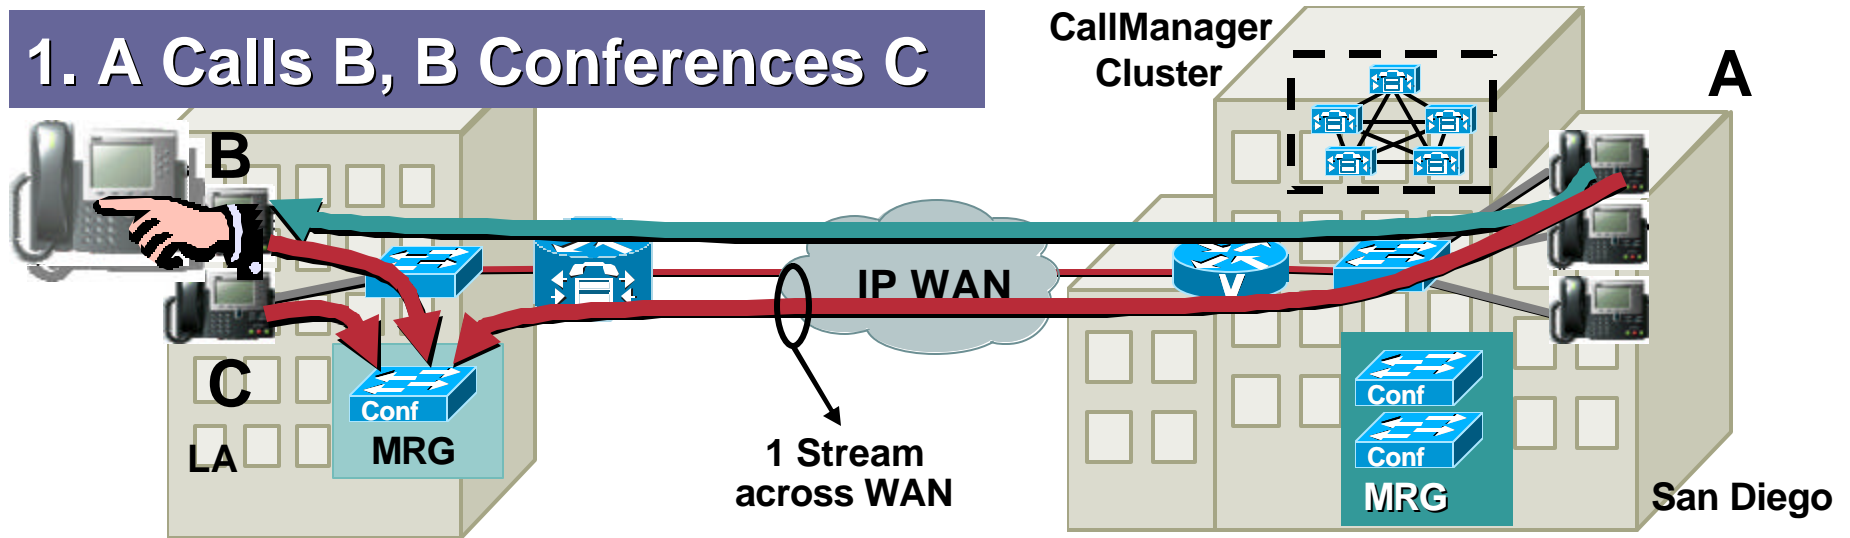 1. A Calls B, B Conferences C
CallManager
Cluster
A
B
IP WAN
V
C
Conf
MRG
LA
1 Stream
across WAN
Conf
Conf
MRG
San Diego